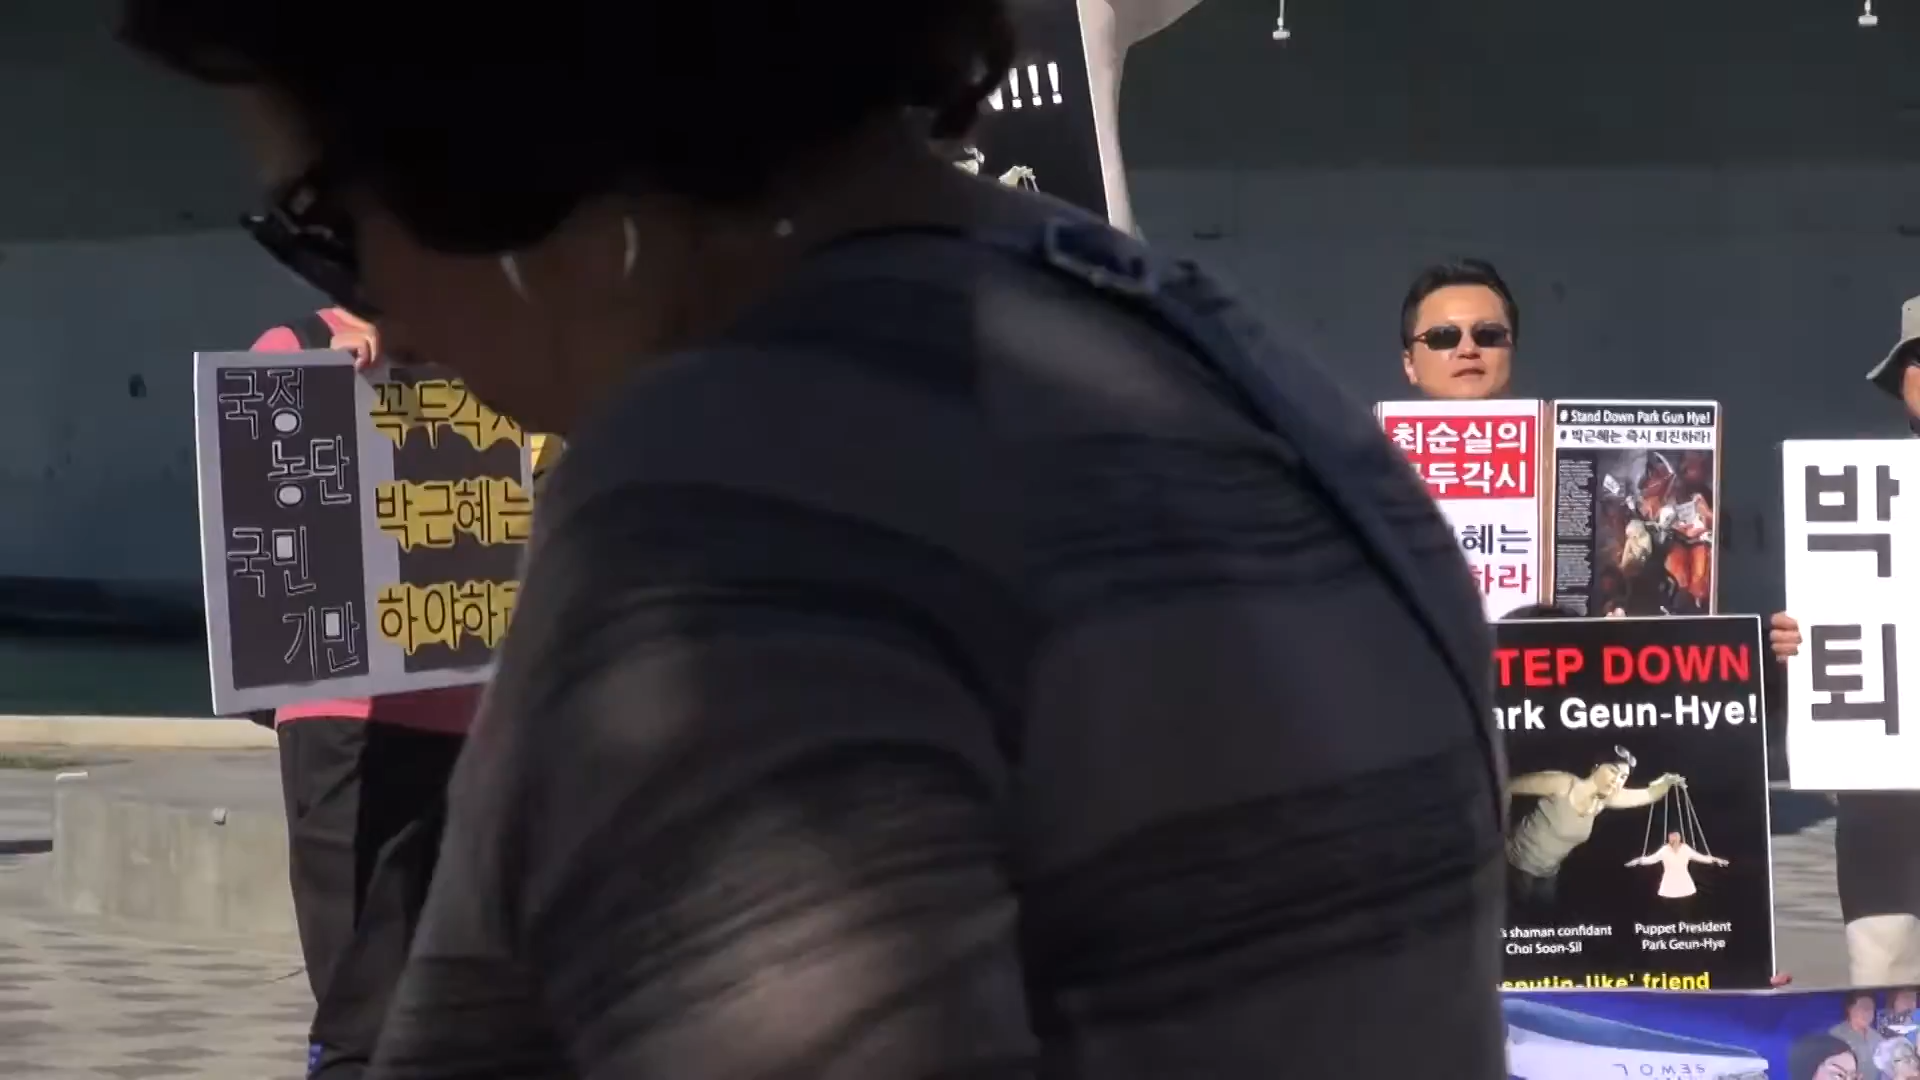 !!!
국정
농단
국민
기만
꼭두각시
박근혜는
하야하
최순실의
두각시
혜는
하라
# Stand Down Park Gun Hye!
# 박근혜는 즉시 퇴진하라!
TEP DOWN
ark Geun-Hye!
's shaman confidant
Choi Soon-Sil
Puppet President
Park Geun-Hye
sputin-like' friend
박
퇴
SEWOL